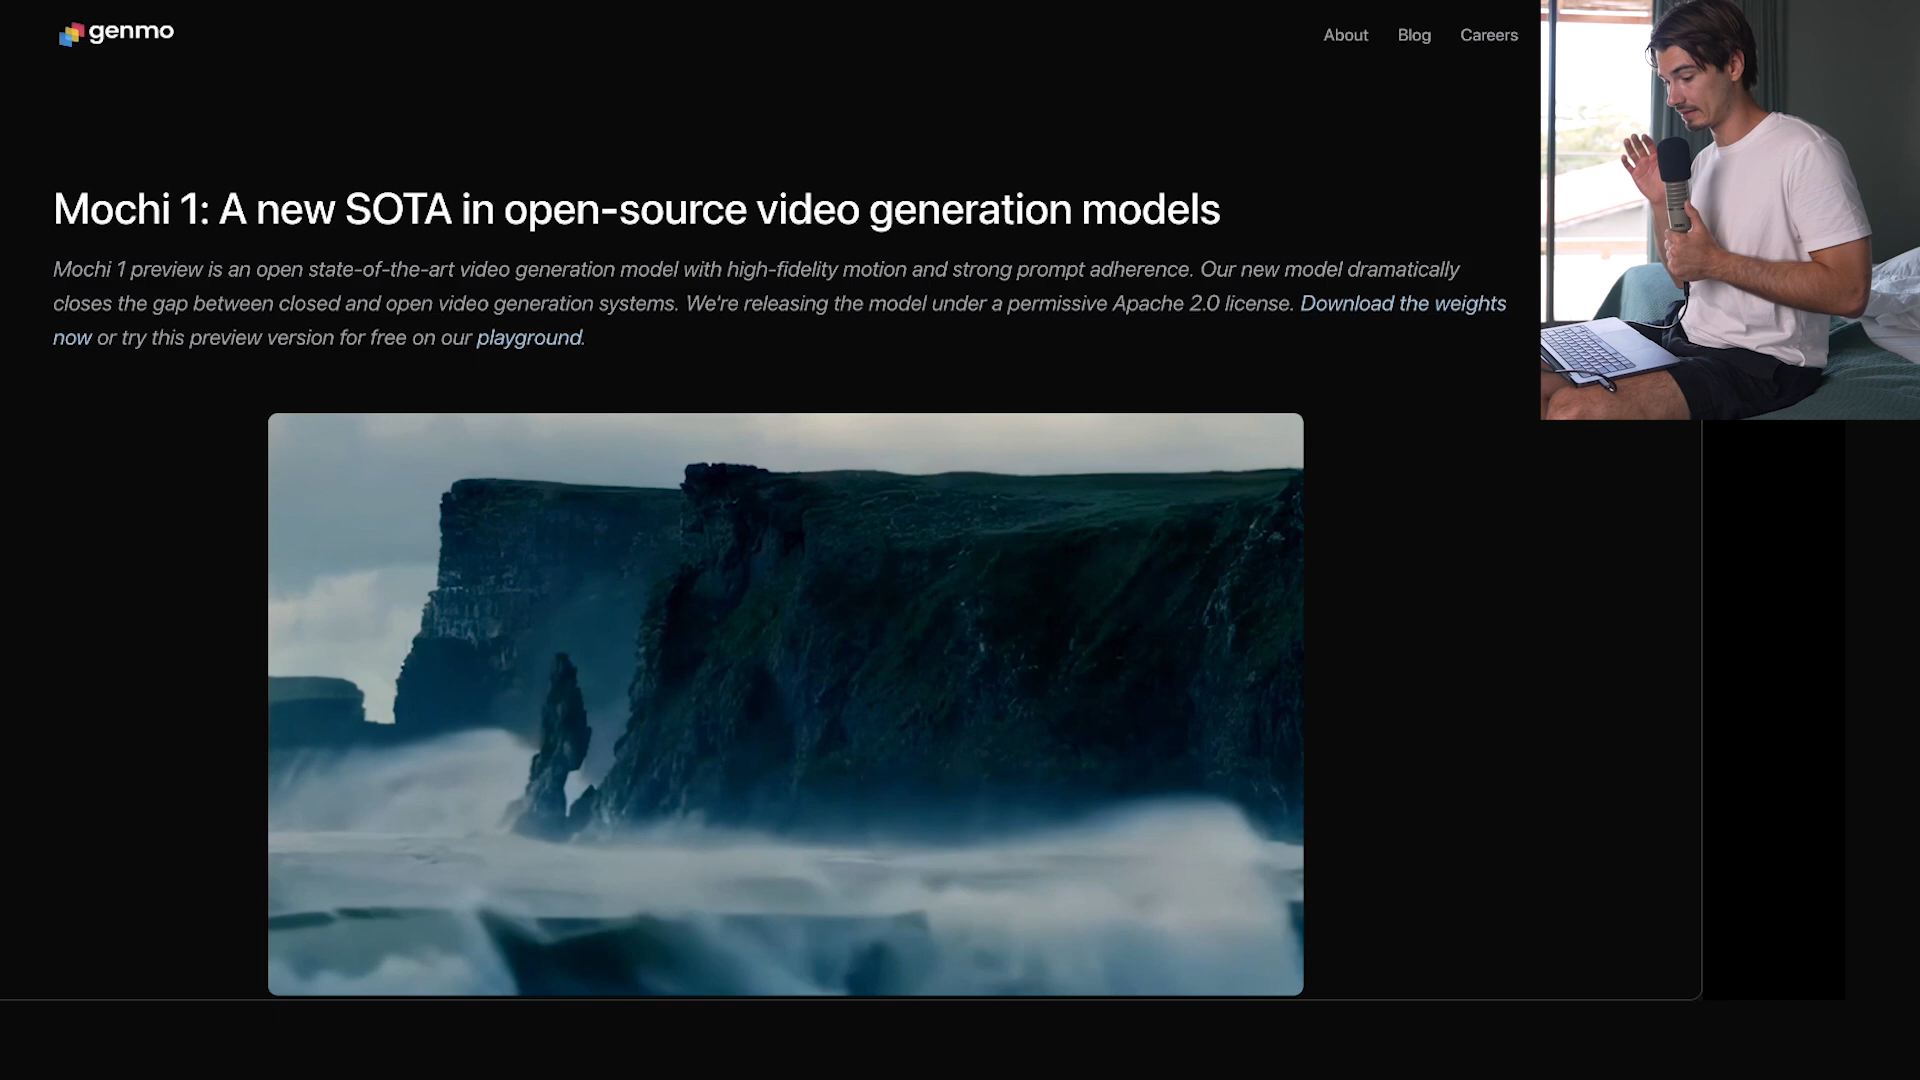 genmo
About Blog Careers
Mochi 1: A new SOTA in open-source video generation models
Mochi 1 preview is an open state-of-the-art video generation model with high-fidelity motion and strong prompt adherence. Our new model dramatically
closes the gap between closed and open video generation systems. We're releasing the model under a permissive Apache 2.0 license. Download the weights
now or try this preview version for free on our playground.